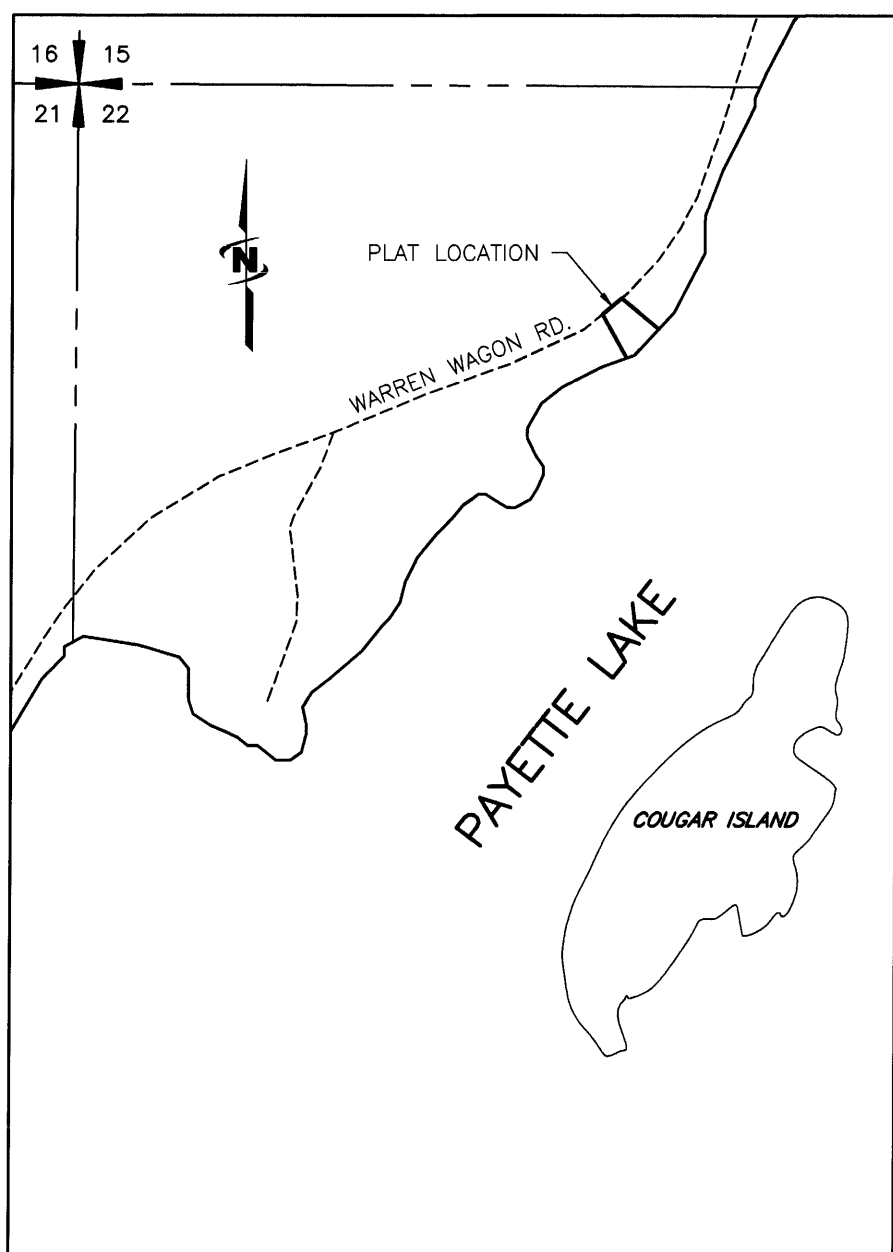 16 15
21 22
N
PLAT LOCATION
WARREN WAGON RD.
PAYETTE LAKE
COUGAR ISLAND